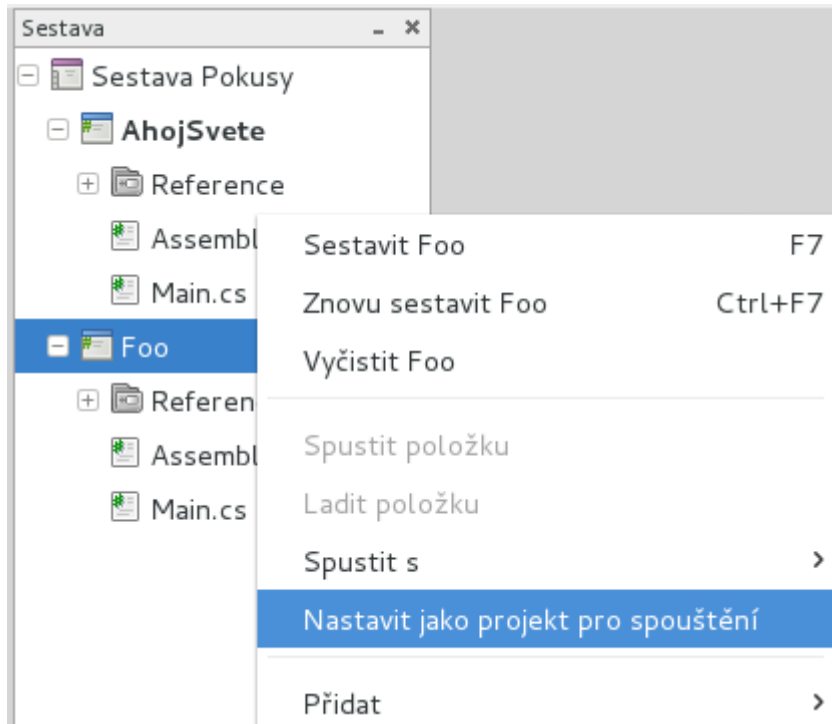 Sestava
Sestava Pokusy
AhojSvete
Reference
Assembl
Main.cs
Foo
Referen
Assembl
Main.cs
Sestavit Foo F7
Znovu sestavit Foo Ctrl+F7
Vyčistit Foo
Spustit položku
Ladit položku
Spustit s
Nastavit jako projekt pro spouštění
Přidat